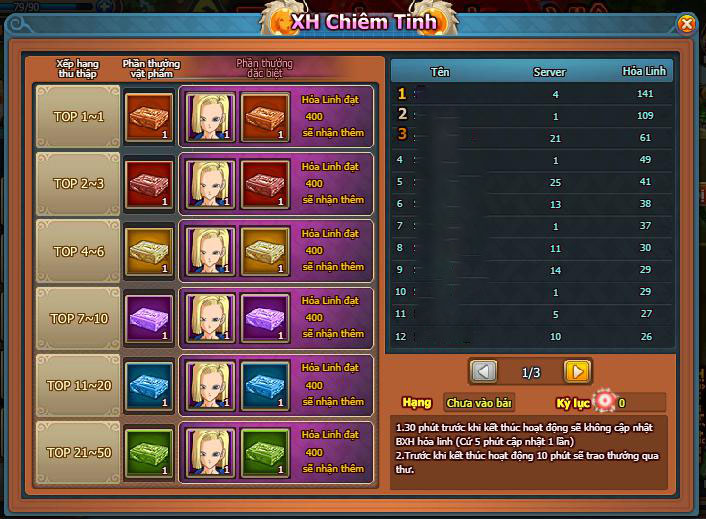 79/90
XH Chiêm Tinh
Xếp hạng
thu thập
Phần thưởng
vật phẩm
Phần thưởng
đặc biệt
TOP 1~1
1
1
1
Hỏa Linh đạt
400
sẽ nhận thêm
TOP 2~3
1
1
1
Hỏa Linh đạt
400
sẽ nhận thêm
TOP 4~6
1
1
1
Hỏa Linh đạt
400
sẽ nhận thêm
TOP 7~10
1
1
1
Hỏa Linh đạt
400
sẽ nhận thêm
TOP 11~20
1
1
1
Hỏa Linh đạt
400
sẽ nhận thêm
TOP 21~50
1
1
1
Hỏa Linh đạt
400
sẽ nhận thêm
Tên Server Hỏa Linh
1 : 4 141
2 : 1 109
3 : 21 61
4 : 1 49
5 : 25 41
6 : 13 38
7 : 1 37
8 : 11 30
9 : 14 29
10 : 1 29
11 : 5 27
12 : 10 26
1/3
Hạng Chưa vào bản Kỷ lục 0
1.30 phút trước khi kết thúc hoạt động sẽ không cập nhật
BXH hỏa linh (Cứ 5 phút cập nhật 1 lần)
2.Trước khi kết thúc hoạt động 10 phút sẽ trao thưởng qua
thư.